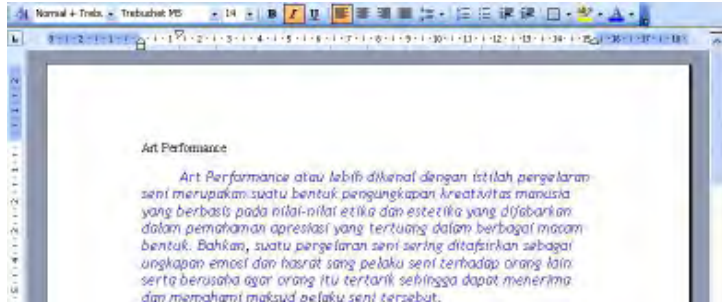 Normal + Treb. Trebuchet MS 14 B I U
Art Performance
Art Performance atau lebih dikenal dengan istilah pergelaran
seni merupakan suatu bentuk pengungkapan kreativitas manusia
yang berbasis pada nilai-nilai etika dan estetika yang dijabarkan
dalam pemahaman apresiasi yang tertuang dalam berbagai macam
bentuk. Bahkan, suatu pergelaran seni sering ditafsirkan sebagai
ungkapan emosi dan hasrat sang pelaku seni terhadap orang lain
serta berusaha agar orang itu tertarik sehingga dapat menerima
dan memahami maksud pelaku seni tersebut.